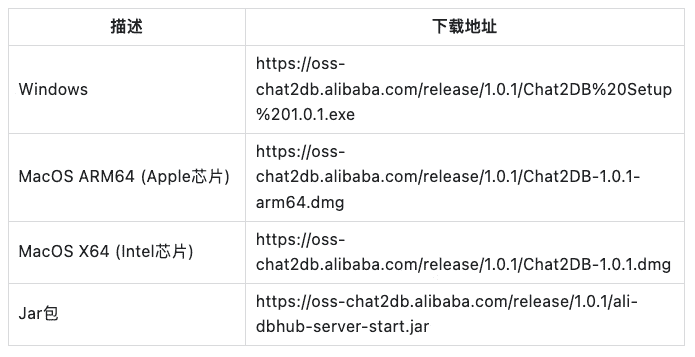 描述
下载地址
Windows
https://oss-
chat2db.alibaba.com/release/1.0.1/Chat2DB%20Setup
%201.0.1.exe
MacOS ARM64 (Apple芯片)
https://oss-
chat2db.alibaba.com/release/1.0.1/Chat2DB-1.0.1-
arm64.dmg
MacOS X64 (Intel芯片)
https://oss-
chat2db.alibaba.com/release/1.0.1/Chat2DB-1.0.1.dmg
Jar包
https://oss-chat2db.alibaba.com/release/1.0.1/ali-
dbhub-server-start.jar